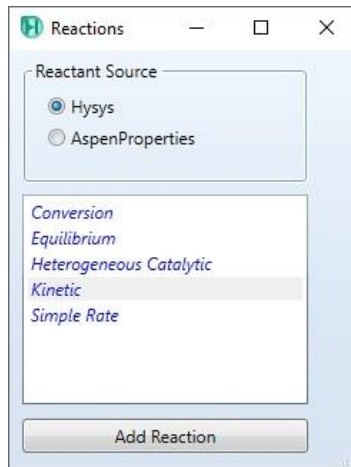 Reactions
Reactant Source
Hysys
AspenProperties
Conversion
Equilibrium
Heterogeneous Catalytic
Kinetic
Simple Rate
Add Reaction